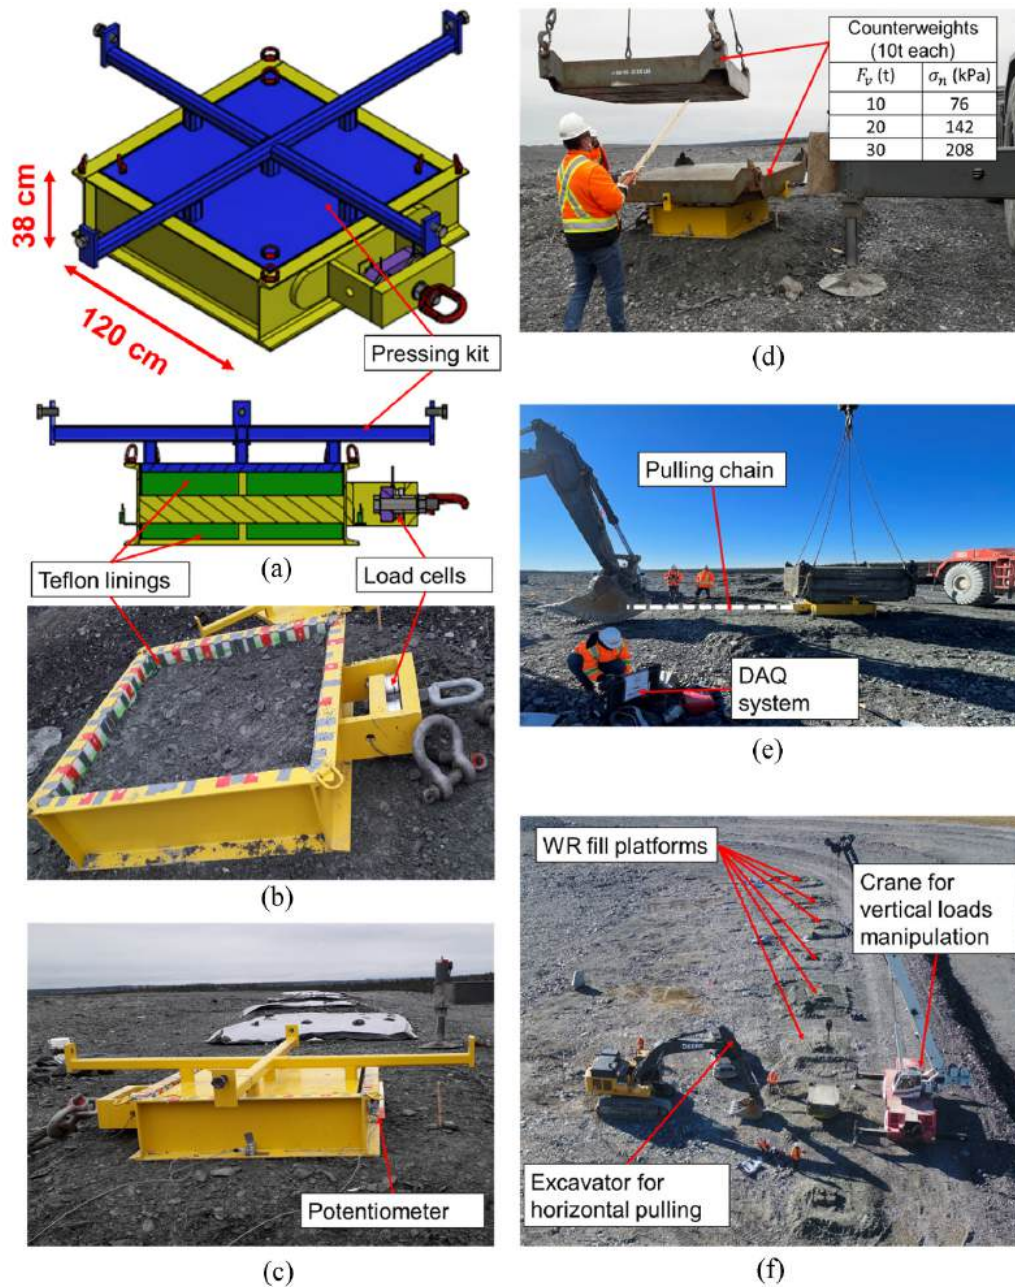 38 cm
120 cm
Pressing kit
Teflon linings
(a)
Load cells
(b)
Potentiometer
(c)
Counterweights
(10t each)
F_v (t)
σ_n (kPa)
10
76
20
142
30
208
(d)
Pulling chain
DAQ
system
(e)
WR fill platforms
Crane for
vertical loads
manipulation
DEERE
Excavator for
horizontal pulling
(f)